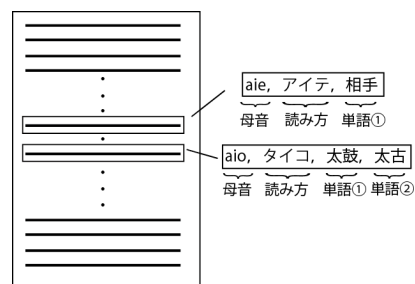 aie, アイテ, 相手
母音 読み方 単語①
aio, タイコ, 太鼓, 太古
母音 読み方 単語① 単語②